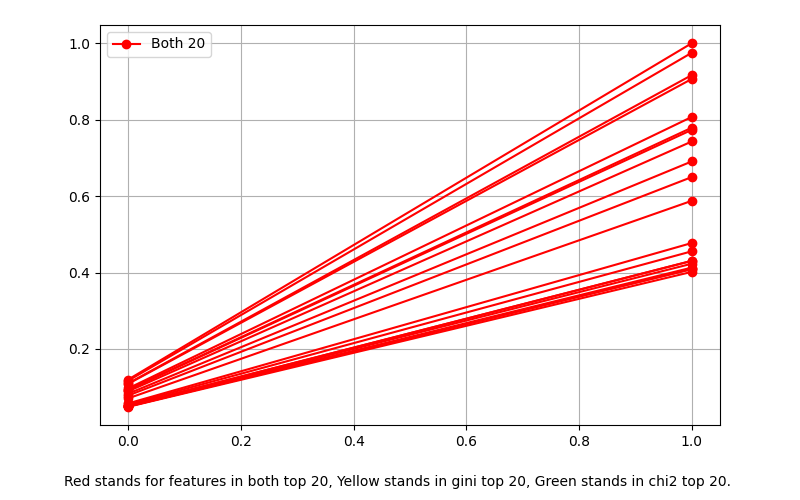 1.0
Both 20
0.8
0.6
0.4
0.2
0.0 0.2 0.4 0.6 0.8 1.0
Red stands for features in both top 20, Yellow stands in gini top 20, Green stands in chi2 top 20.